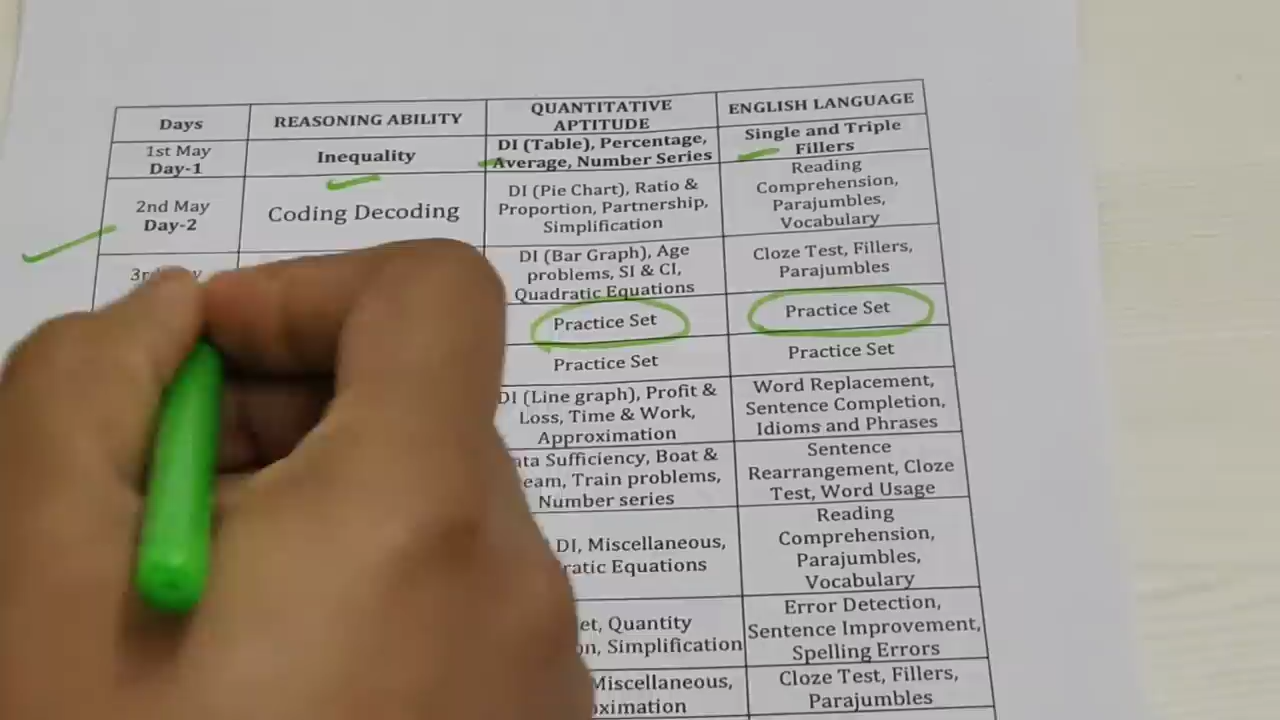 Days
REASONING ABILITY
QUANTITATIVE
APTITUDE
ENGLISH LANGUAGE
1st May
Day-1
Inequality
DI (Table), Percentage,
Average, Number Series
Single and Triple
Fillers
2nd May
Day-2
Coding Decoding
DI (Pie Chart), Ratio &
Proportion, Partnership,
Simplification
Reading
Comprehension,
Parajumbles,
Vocabulary
DI (Bar Graph), Age
problems, SI & CI,
Quadratic Equations
Cloze Test, Fillers,
Parajumbles
Practice Set
Practice Set
Practice Set
Practice Set
DI (Line graph), Profit &
Loss, Time & Work,
Approximation
Word Replacement,
Sentence Completion,
Idioms and Phrases
Sufficiency, Boat &
Train problems,
Number series
Sentence
Rearrangement, Cloze
Test, Word Usage
DI, Miscellaneous,
Equations
Reading
Comprehension,
Parajumbles,
Vocabulary
Quantity
Simplification
Error Detection,
Sentence Improvement,
Spelling Errors
Miscellaneous,
Cloze Test, Fillers,
Parajumbles